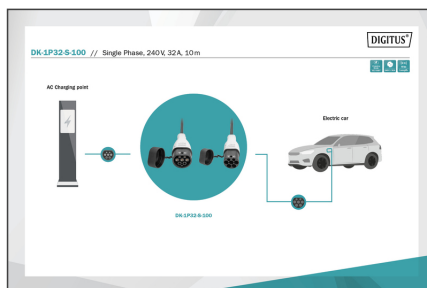 DIGITUS®
DK-1P32-S-100 // Single Phase, 240 V, 32 A, 10 m
AC Charging point
Electric car
DK-1P32-S-100